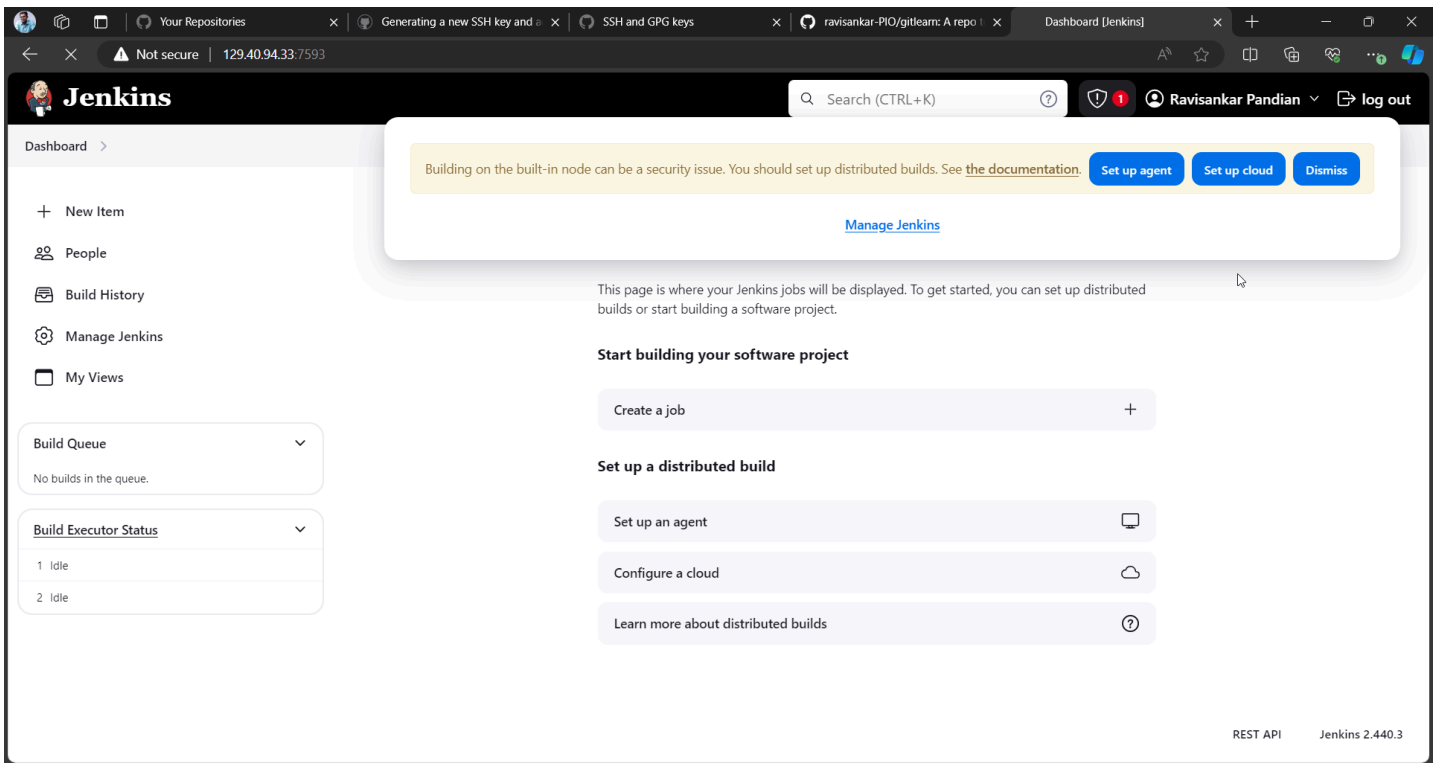 Your Repositories
Generating a new SSH key and a
SSH and GPG keys
ravisankar-PIO/gitlearn: A repo t
Dashboard [Jenkins]
Not secure
129.40.94.33:7593
Jenkins
Search (CTRL+K)
1
Ravisankar Pandian
log out
Dashboard
Building on the built-in node can be a security issue. You should set up distributed builds. See the documentation.
Set up agent
Set up cloud
Dismiss
Manage Jenkins
New Item
People
Build History
Manage Jenkins
My Views
Build Queue
No builds in the queue.
Build Executor Status
1 Idle
2 Idle
This page is where your Jenkins jobs will be displayed. To get started, you can set up distributed
builds or start building a software project.
Start building your software project
Create a job
Set up a distributed build
Set up an agent
Configure a cloud
Learn more about distributed builds
REST API
Jenkins 2.440.3